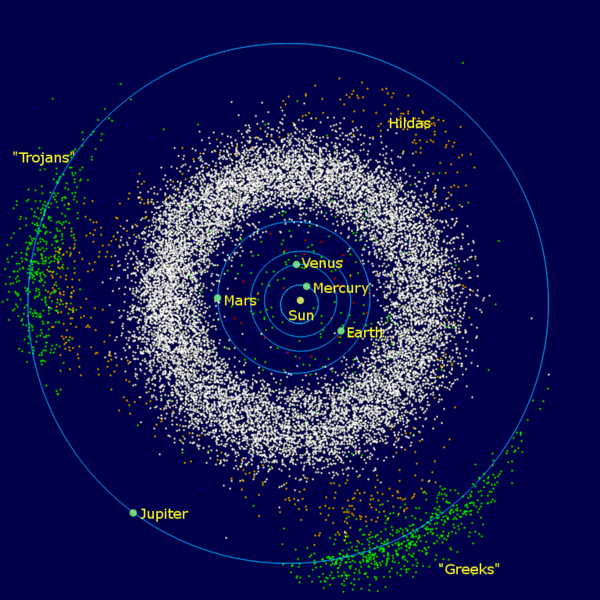 Hildas
"Trojans"
Venus
Mercury
Mars
Sun
Earth
Jupiter
"Greeks"